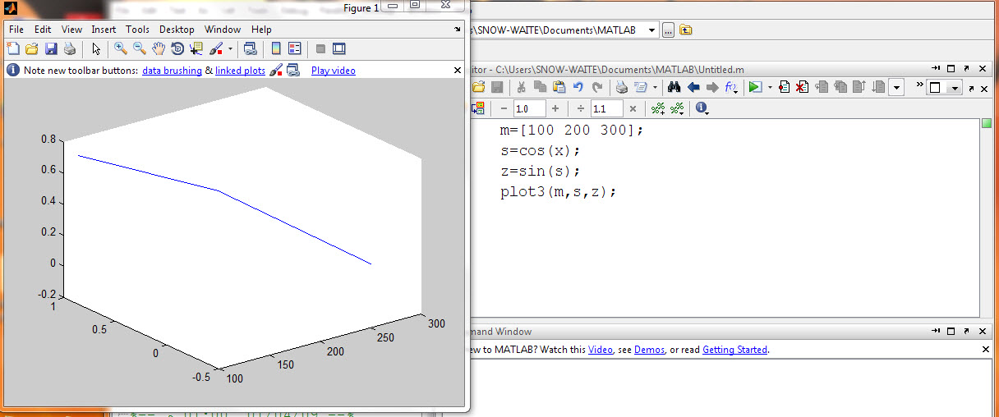 Figure 1
File Edit View Insert Tools Desktop Window Help
Note new toolbar buttons: data brushing & linked plots Play video
0.8
0.6
0.4
0.2
0
-0.2
1
0.5
0
-0.5
100
150
200
250
300
s\SNOW-WAITE\Documents\MATLAB
...
itor - C:\Users\SNOW-WAITE\Documents\MATLAB\Untitled.m
− 1.0 + ÷ 1.1 ×
m=[100 200 300];
s=cos(x);
z=sin(s);
plot3(m,s,z);
mand Window
ew to MATLAB? Watch this Video, see Demos, or read Getting Started.